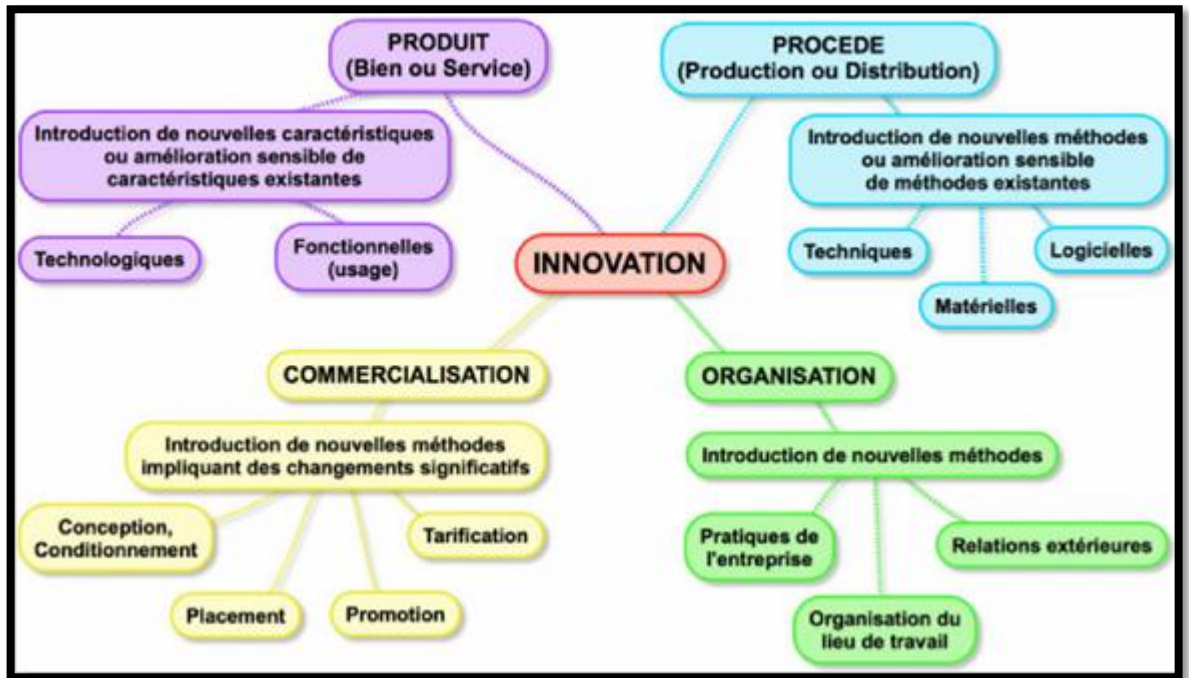 PRODUIT
(Bien ou Service)
Introduction de nouvelles caractéristiques
ou amélioration sensible de
caractéristiques existantes
Technologiques
Fonctionnelles
(usage)
PROCEDE
(Production ou Distribution)
Introduction de nouvelles méthodes
ou amélioration sensible
de méthodes existantes
Techniques
Logicielles
Matérielles
INNOVATION
COMMERCIALISATION
Introduction de nouvelles méthodes
impliquant des changements significatifs
Conception,
Conditionnement
Tarification
Placement
Promotion
ORGANISATION
Introduction de nouvelles méthodes
Pratiques de
l'entreprise
Relations extérieures
Organisation du
lieu de travail